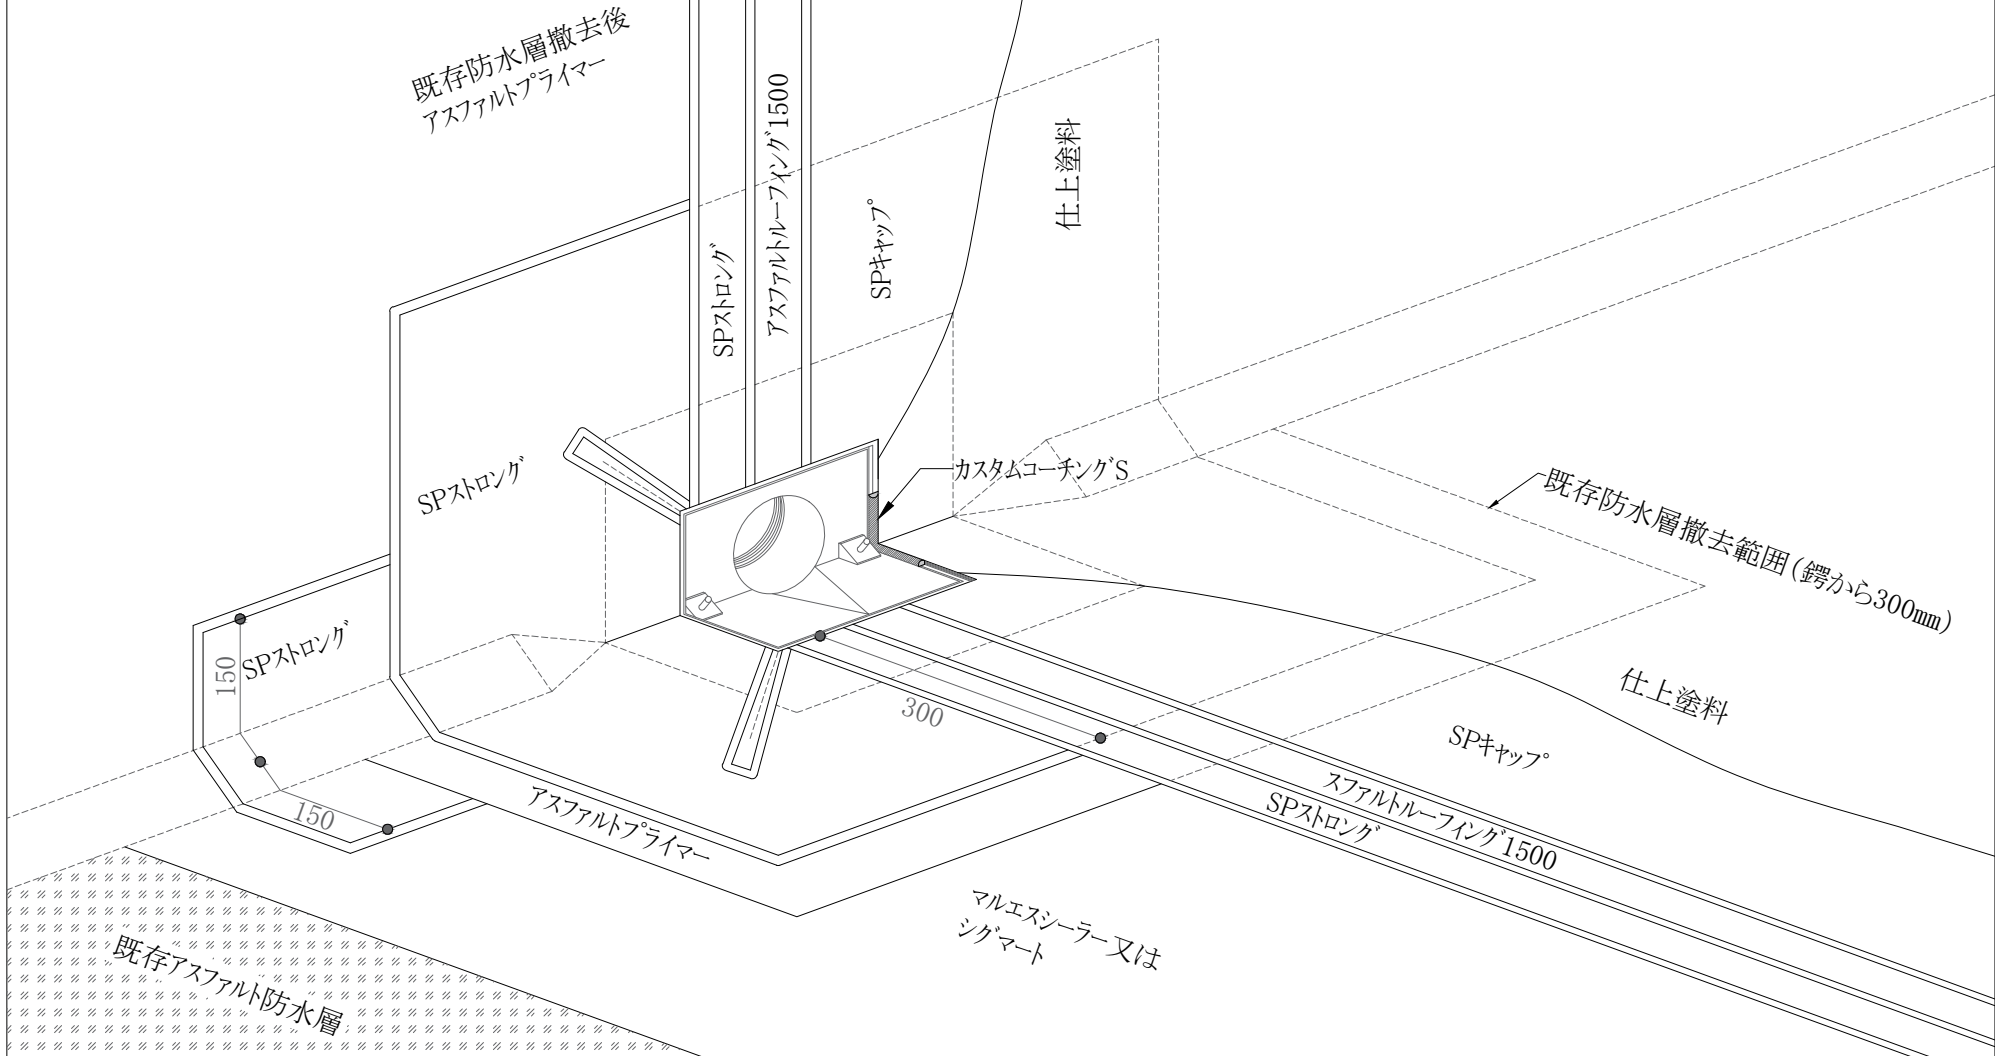 既存防水層撤去後
アスファルトプライマー
アスファルトルーフィング1500
SPストロング
SPキャップ
仕上塗料
カスタムコーチングS
SPストロング
既存防水層撤去範囲(鍔から300mm)
SPストロング
150
150
300
仕上塗料
SPキャップ
スファルトルーフィング1500
SPストロング
アスファルトプライマー
マルエスシーラー又は
シグマート
既存アスファルト防水層